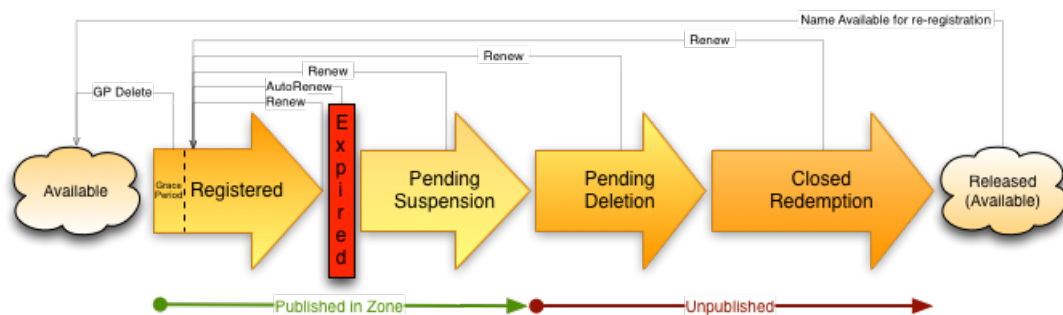 Name Available for re-registration
Renew
Renew
Renew
AutoRenew
Renew
GP Delete
Available
Grace
Period
Registered
Expired
Pending
Suspension
Pending
Deletion
Closed
Redemption
Released
(Available)
Published in Zone
Unpublished